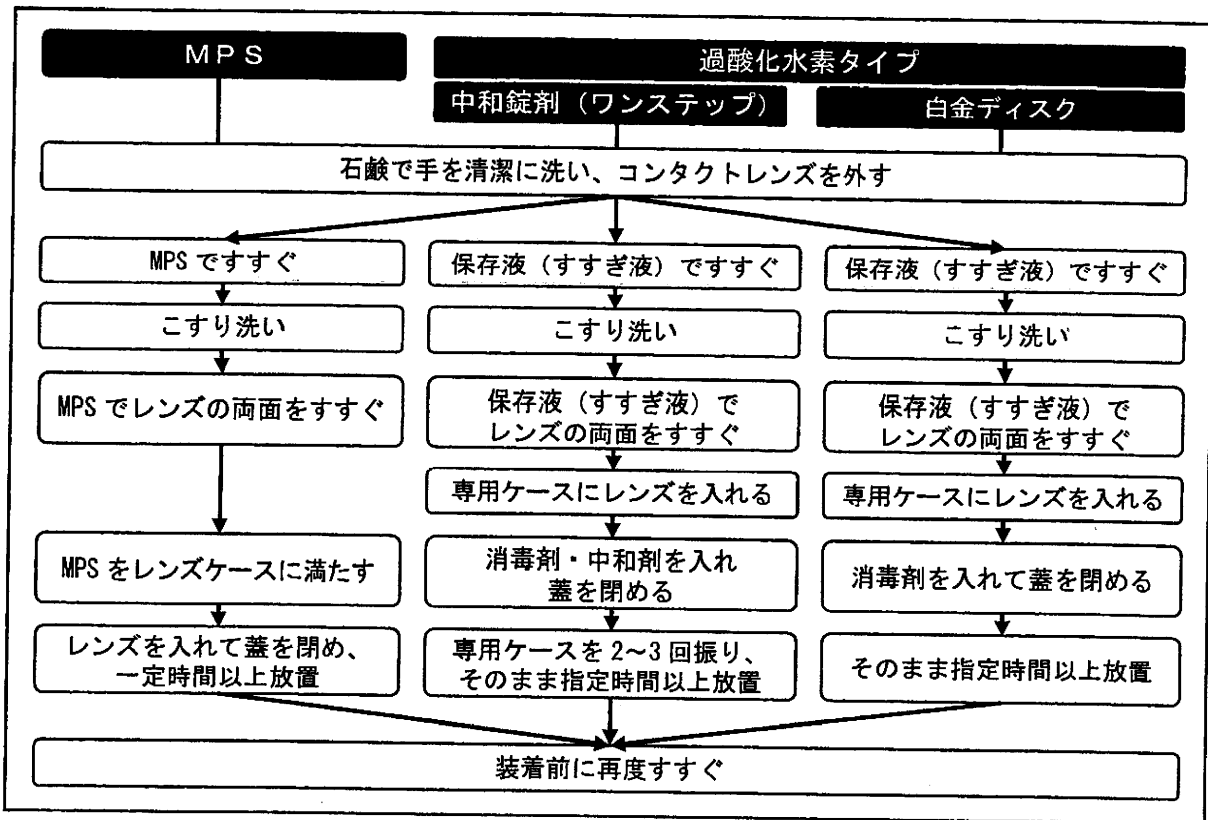 MPS
過酸化水素タイプ
中和錠剤（ワンステップ）
白金ディスク
石鹸で手を清潔に洗い、コンタクトレンズを外す
MPSですすぐ
こすり洗い
MPSでレンズの両面をすすぐ
MPSをレンズケースに満たす
レンズを入れて蓋を閉め、
一定時間以上放置
保存液（すすぎ液）ですすぐ
こすり洗い
保存液（すすぎ液）で
レンズの両面をすすぐ
専用ケースにレンズを入れる
消毒剤・中和剤を入れ
蓋を閉める
専用ケースを2～3回振り、
そのまま指定時間以上放置
保存液（すすぎ液）ですすぐ
こすり洗い
保存液（すすぎ液）で
レンズの両面をすすぐ
専用ケースにレンズを入れる
消毒剤を入れて蓋を閉める
そのまま指定時間以上放置
装着前に再度すすぐ